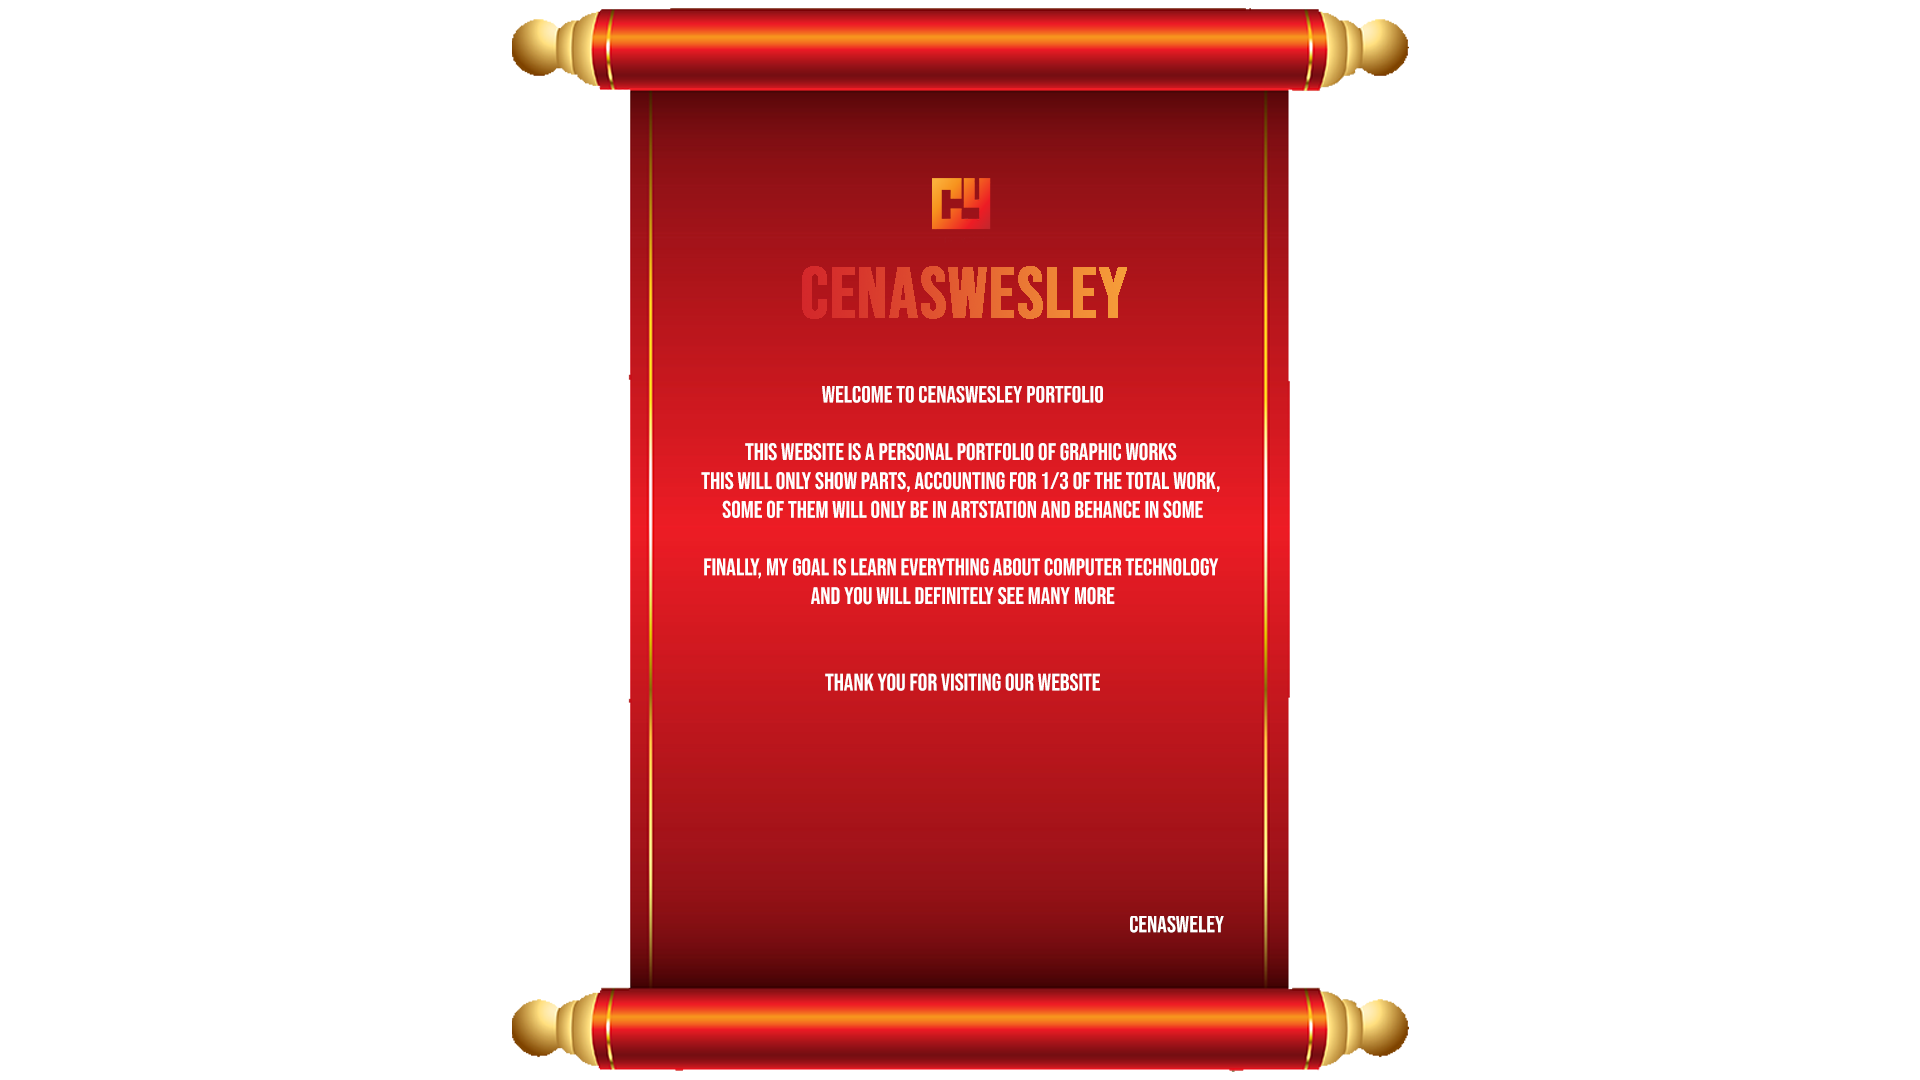 CY
CENASWESLEY
WELCOME TO CENASWESLEY PORTFOLIO
THIS WEBSITE IS A PERSONAL PORTFOLIO OF GRAPHIC WORKS
THIS WILL ONLY SHOW PARTS, ACCOUNTING FOR 1/3 OF THE TOTAL WORK,
SOME OF THEM WILL ONLY BE IN ARTSTATION AND BEHANCE IN SOME
FINALLY, MY GOAL IS LEARN EVERYTHING ABOUT COMPUTER TECHNOLOGY
AND YOU WILL DEFINITELY SEE MANY MORE
THANK YOU FOR VISITING OUR WEBSITE
CENASWELEY